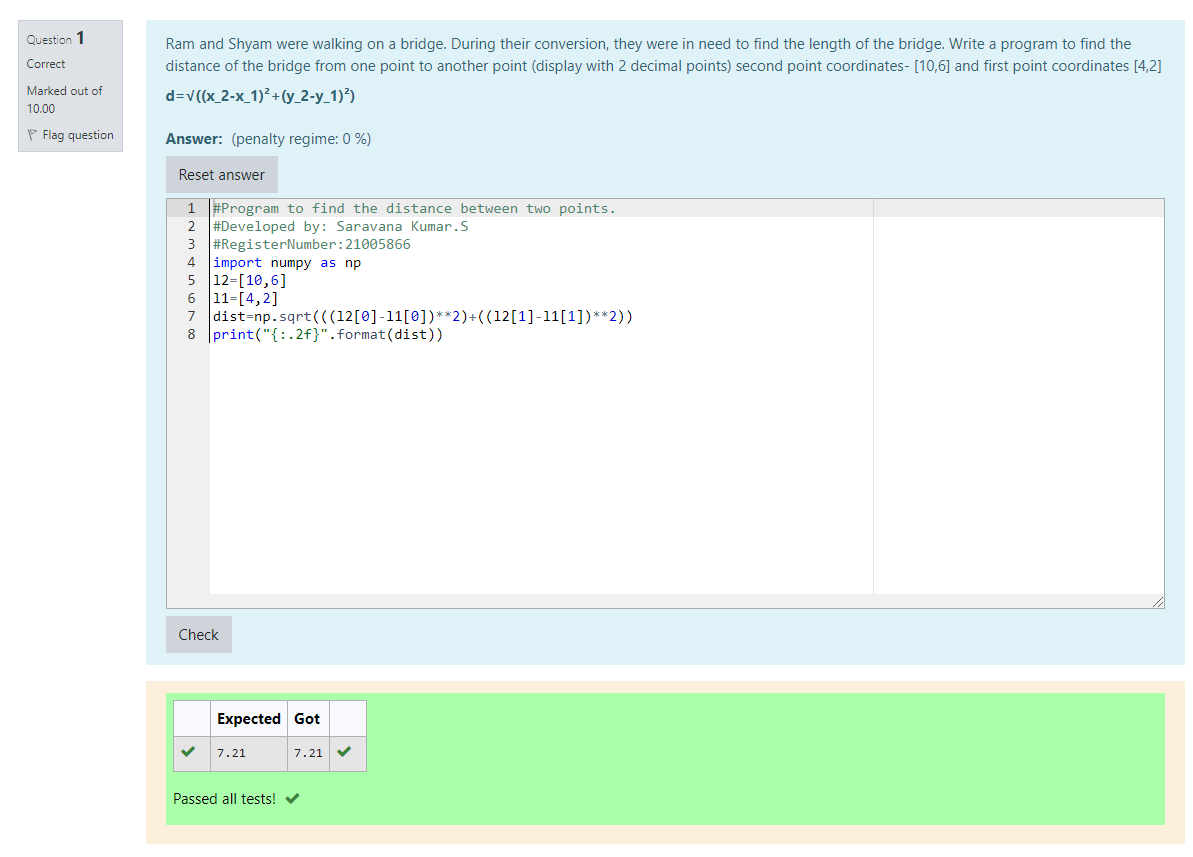 Question 1
Correct
Marked out of
10.00
Flag question
Ram and Shyam were walking on a bridge. During their conversion, they were in need to find the length of the bridge. Write a program to find the
distance of the bridge from one point to another point (display with 2 decimal points) second point coordinates- [10,6] and first point coordinates [4,2]
d=√((x_2-x_1)²+(y_2-y_1)²)
Answer: (penalty regime: 0 %)
Reset answer
1 #Program to find the distance between two points.
2 #Developed by: Saravana Kumar.S
3 #RegisterNumber:21005866
4 import numpy as np
5 l2=[10,6]
6 l1=[4,2]
7 dist=np.sqrt(((l2[0]-l1[0])**2)+((l2[1]-l1[1])**2))
8 print("{:.2f}".format(dist))
Check
Expected Got
7.21 7.21
Passed all tests!